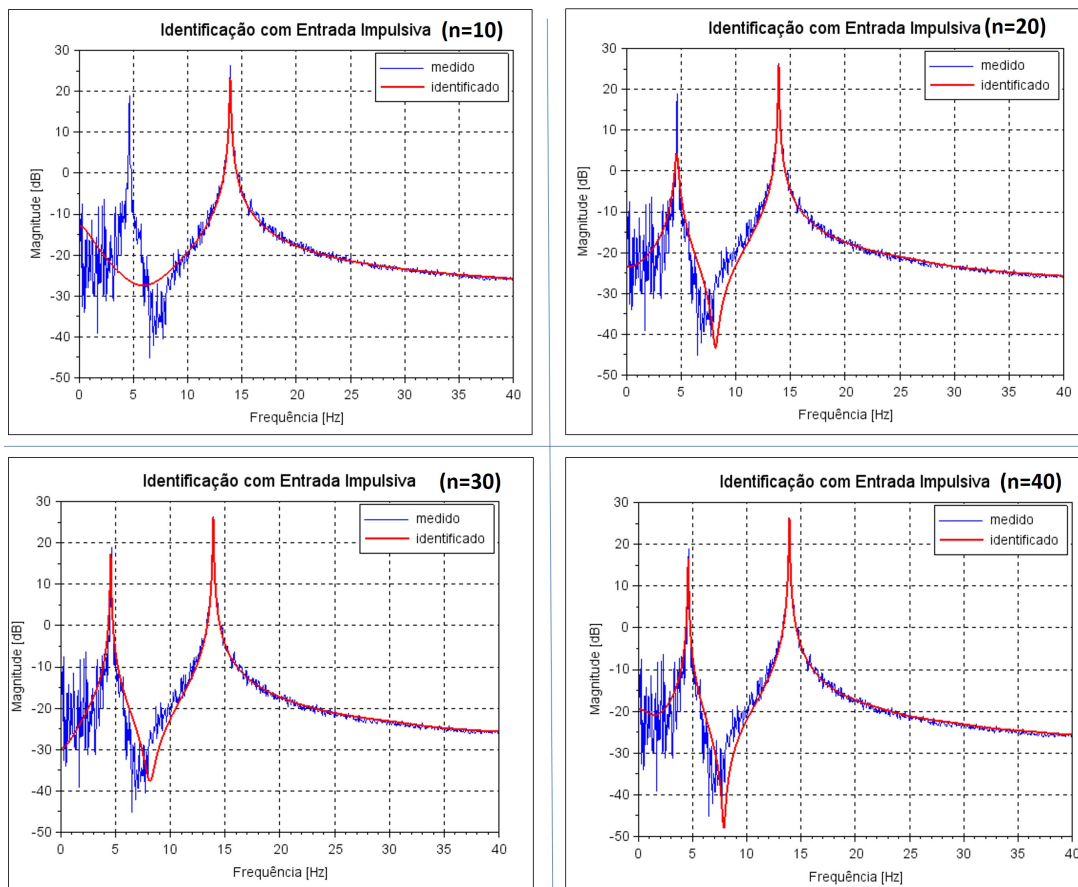 Identificação com Entrada Impulsiva (n=10)
30
20
10
0
-10
-20
-30
-40
-50
Magnitude [dB]
medido
identificado
0 5 10 15 20 25 30 35 40
Frequência [Hz]
Identificação com Entrada Impulsiva (n=20)
30
20
10
0
-10
-20
-30
-40
-50
Magnitude [dB]
medido
identificado
0 5 10 15 20 25 30 35 40
Frequência [Hz]
Identificação com Entrada Impulsiva (n=30)
30
20
10
0
-10
-20
-30
-40
-50
Magnitude [dB]
medido
identificado
0 5 10 15 20 25 30 35 40
Frequência [Hz]
Identificação com Entrada Impulsiva (n=40)
30
20
10
0
-10
-20
-30
-40
-50
Magnitude [dB]
medido
identificado
0 5 10 15 20 25 30 35 40
Frequência [Hz]